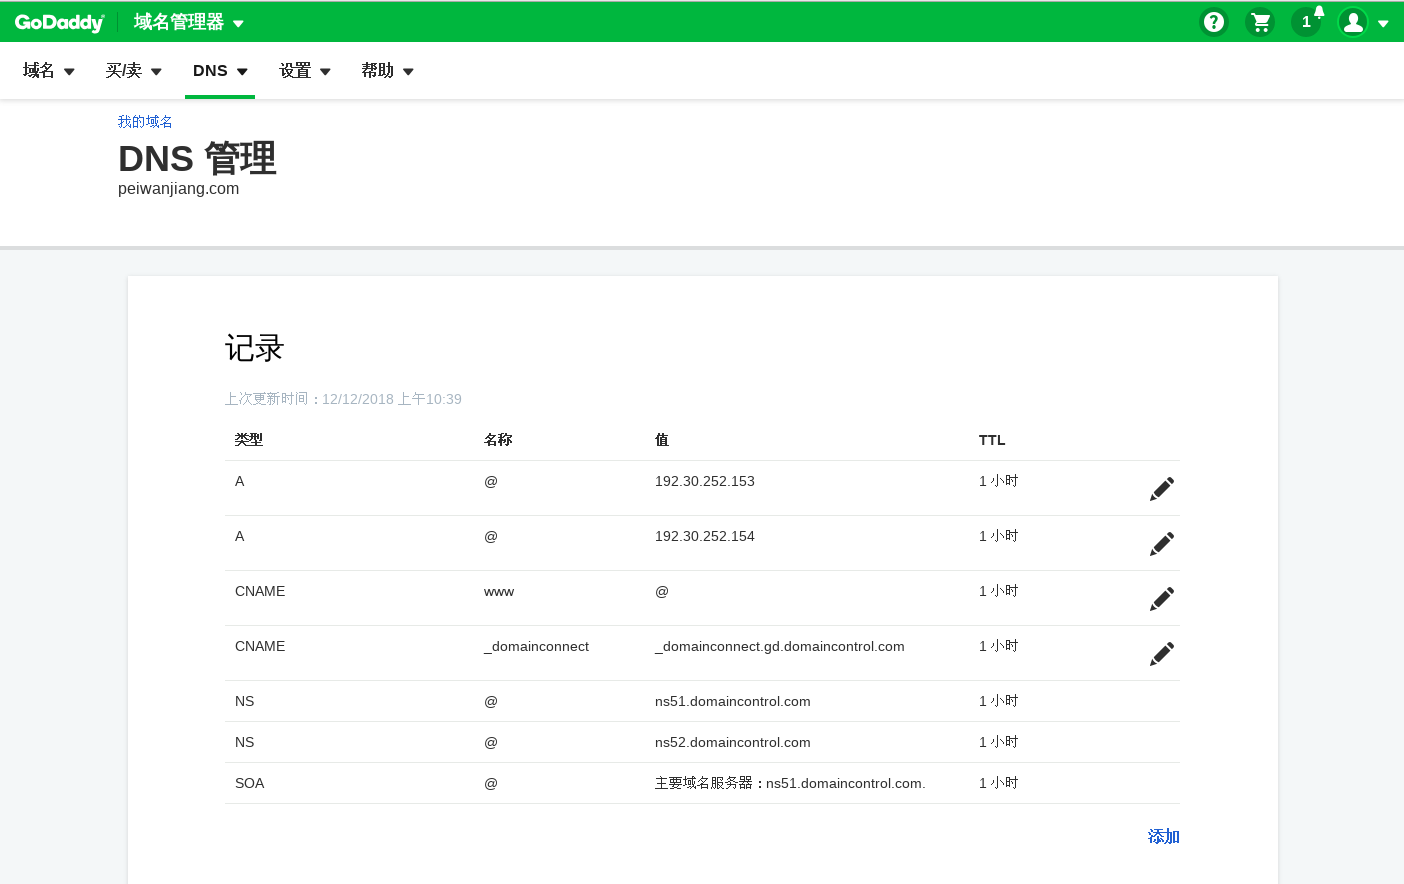 GoDaddy 域名管理器 1
域名 买/卖 DNS 设置 帮助
我的域名
DNS 管理
peiwanjiang.com
记录
上次更新时间：12/12/2018 上午10:39
类型 名称 值 TTL
A @ 192.30.252.153 1 小时
A @ 192.30.252.154 1 小时
CNAME www @ 1 小时
CNAME _domainconnect _domainconnect.gd.domaincontrol.com 1 小时
NS @ ns51.domaincontrol.com 1 小时
NS @ ns52.domaincontrol.com 1 小时
SOA @ 主要域名服务器：ns51.domaincontrol.com. 1 小时
添加